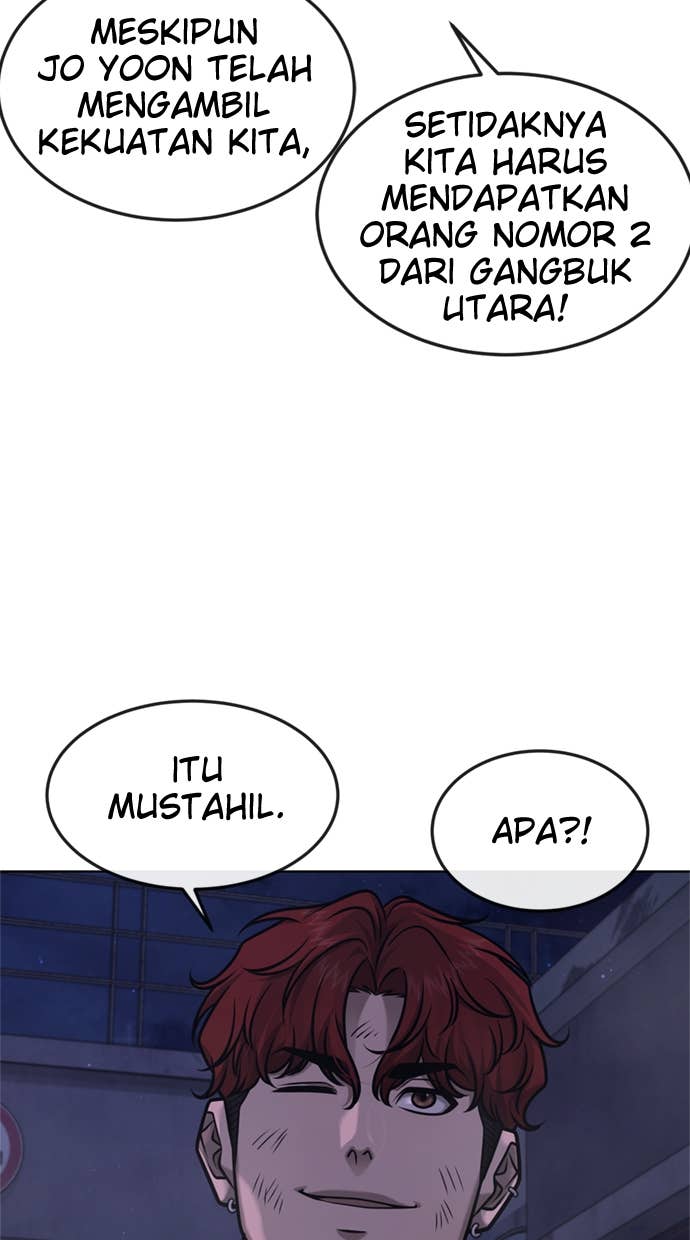 MESKIPUN
JO YOON TELAH
MENGAMBIL
KEKUATAN KITA,
SETIDAKNYA
KITA HARUS
MENDAPATKAN
ORANG NOMOR 2
DARI GANGBUK
UTARA!
ITU
MUSTAHIL.
APA?!